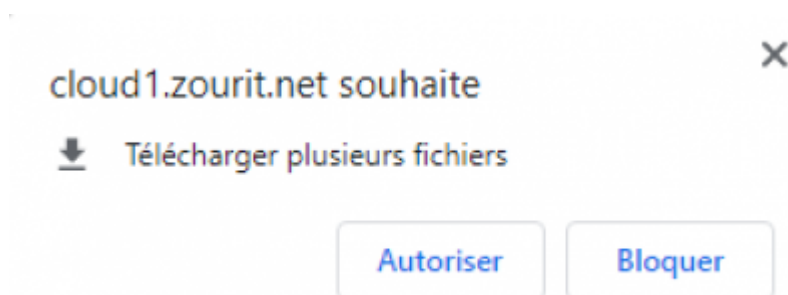 cloud1.zourit.net souhaite
Télécharger plusieurs fichiers
Autoriser Bloquer